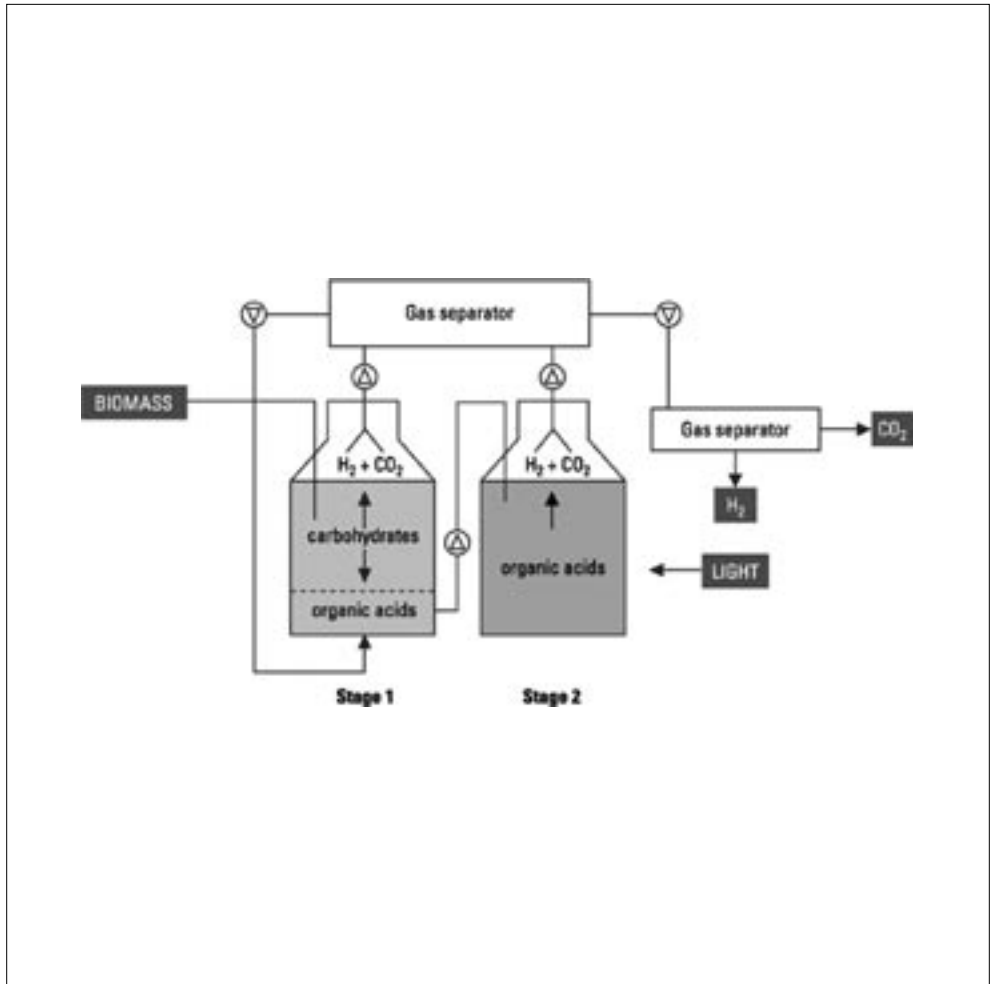 Gas separator
BIOMASS
Gas separator
CO₂
H₂ + CO₂
H₂ + CO₂
H₂
carbohydrates
organic acids
LIGHT
organic acids
Stage 1
Stage 2